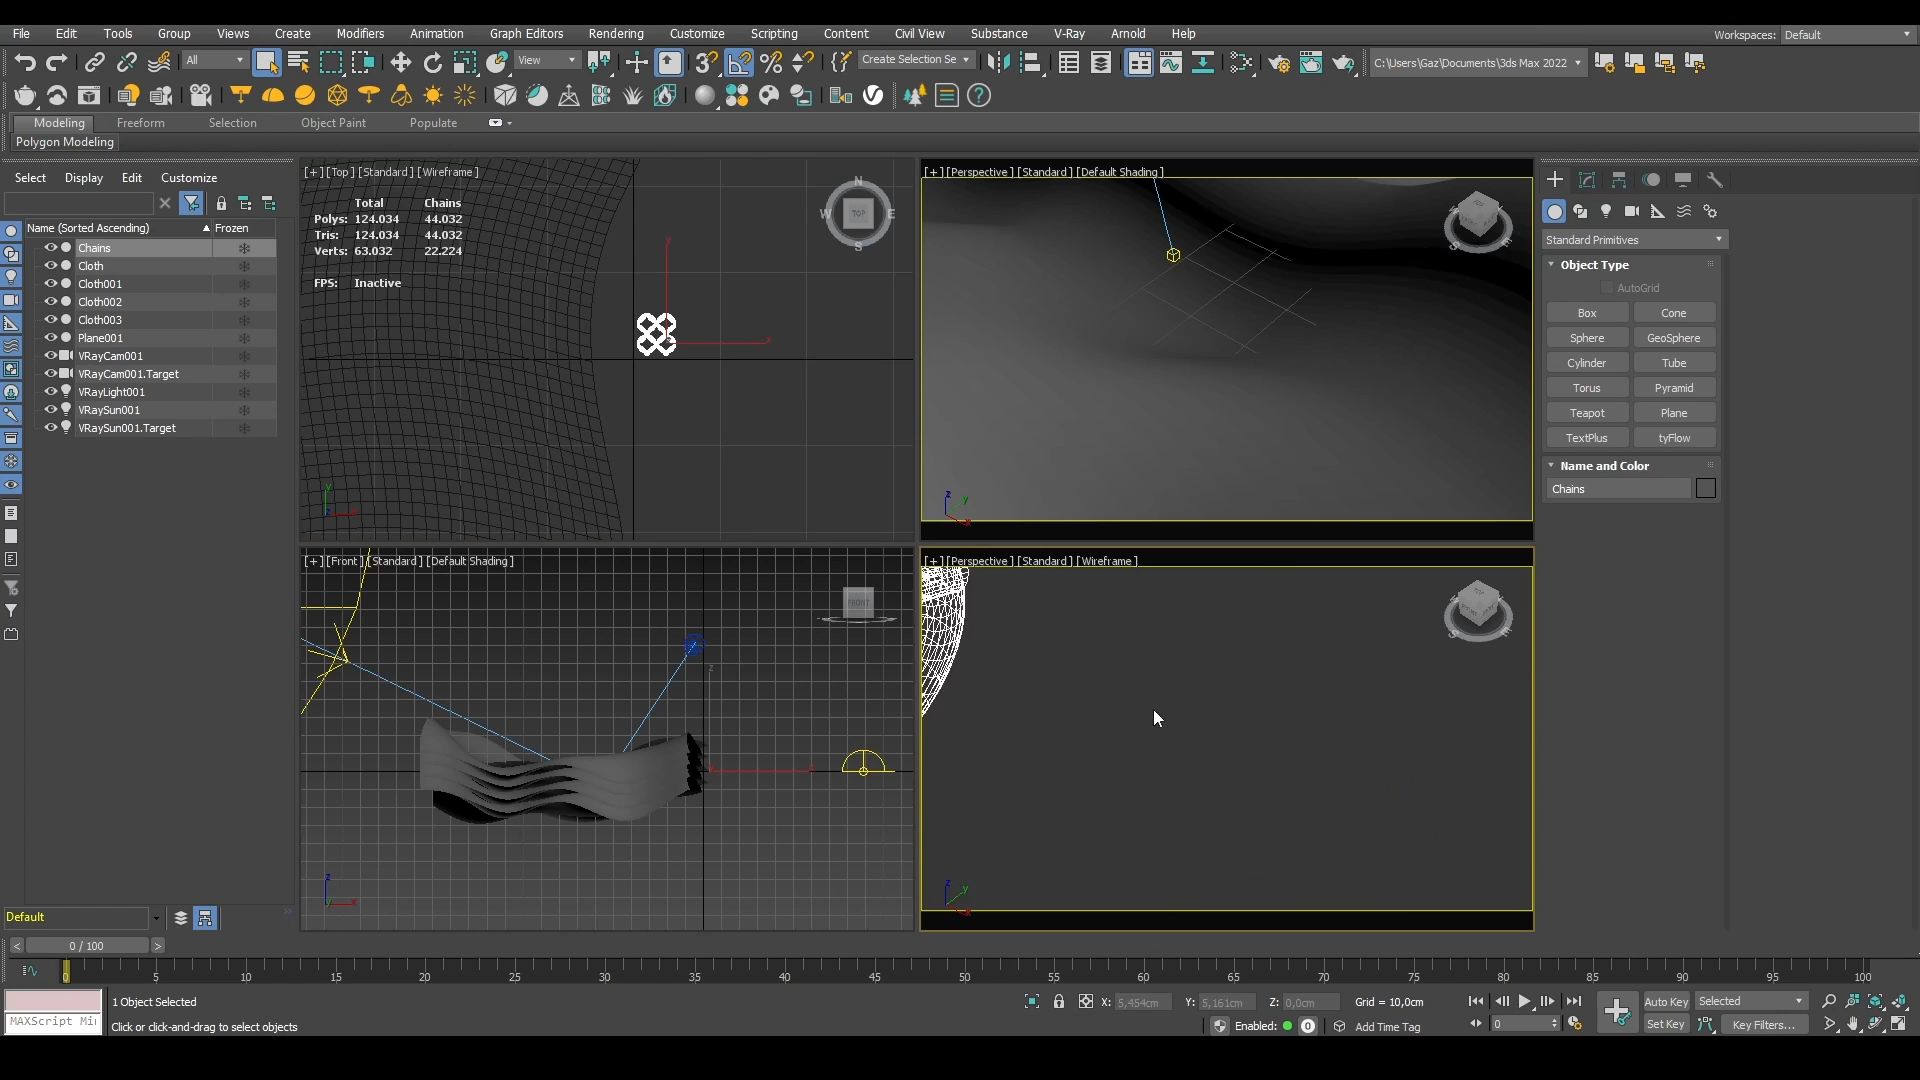 File Edit Tools Group Views Create Modifiers Animation Graph Editors Rendering Customize Scripting Content Civil View Substance V-Ray Arnold Help Workspaces: Default
All View Create Selection Se C:\Users\Gaz\Documents\3ds Max 2022
Modeling Freeform Selection Object Paint Populate
Polygon Modeling
Select Display Edit Customize
Name (Sorted Ascending) Frozen
Chains
Cloth
Cloth001
Cloth002
Cloth003
Plane001
VRayCam001
VRayCam001.Target
VRayLight001
VRaySun001
VRaySun001.Target
Default
[+] [Top] [Standard] [Wireframe]
Total Chains
Polys: 124.034 44.032
Tris: 124.034 44.032
Verts: 63.032 22.224
FPS: Inactive
N
W TOP E
S
[+] [Perspective] [Standard] [Default Shading]
[+] [Front] [Standard] [Default Shading]
FRONT
[+] [Perspective] [Standard] [Wireframe]
Standard Primitives
Object Type
AutoGrid
Box Cone
Sphere GeoSphere
Cylinder Tube
Torus Pyramid
Teapot Plane
TextPlus tyFlow
Name and Color
Chains
< 0 / 100 >
0 5 10 15 20 25 30 35 40 45 50 55 60 65 70 75 80 85 90 95 100
1 Object Selected
X: 5,454cm Y: 5,161cm Z: 0,0cm Grid = 10,0cm
Auto Key Selected
MAXScript Mi
Click or click-and-drag to select objects
Enabled: 0 Add Time Tag
0
Set Key Key Filters...